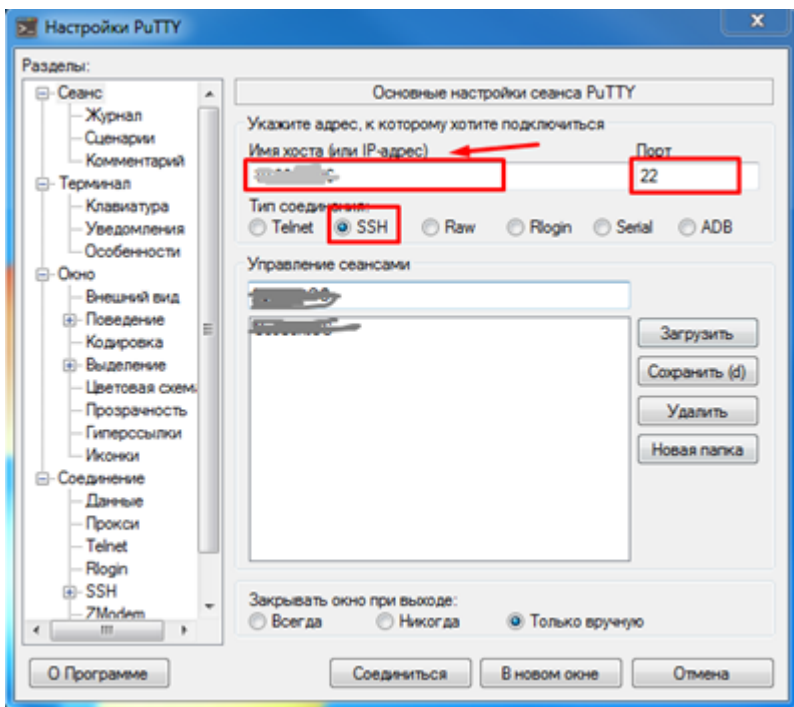 Настройки PuTTY
Разделы:
Сеанс
Журнал
Сценарии
Комментарий
Терминал
Клавиатура
Уведомления
Особенности
Окно
Внешний вид
Поведение
Кодировка
Выделение
Цветовая схем
Прозрачность
Гиперссылки
Иконки
Соединение
Данные
Прокси
Telnet
Rlogin
SSH
ZModem
Основные настройки сеанса PuTTY
Укажите адрес, к которому хотите подключиться
Имя хоста (или IP-адрес) Порт
22
Тип соединения:
Telnet SSH Raw Rlogin Serial ADB
Управление сеансами
Загрузить
Сохранить (d)
Удалить
Новая папка
Закрывать окно при выходе:
Всегда Никогда Только вручную
О Программе Соединиться В новом окне Отмена